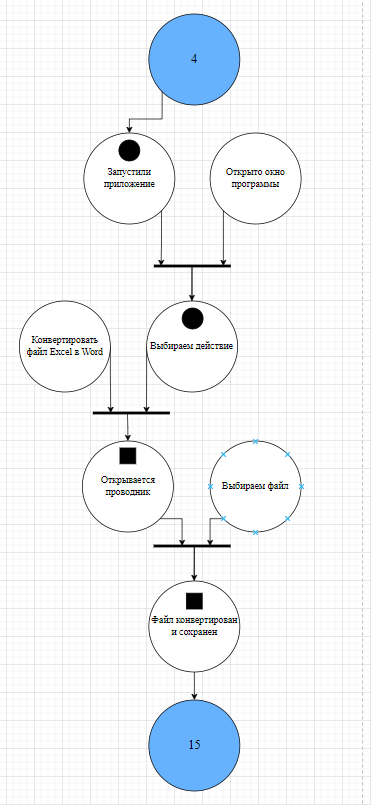 4
Запустили
приложение
Открыто окно
программы
Конвертировать
файл Excel в Word
Выбираем действие
Открывается
проводник
Выбираем файл
Файл конвертирован
и сохранен
15